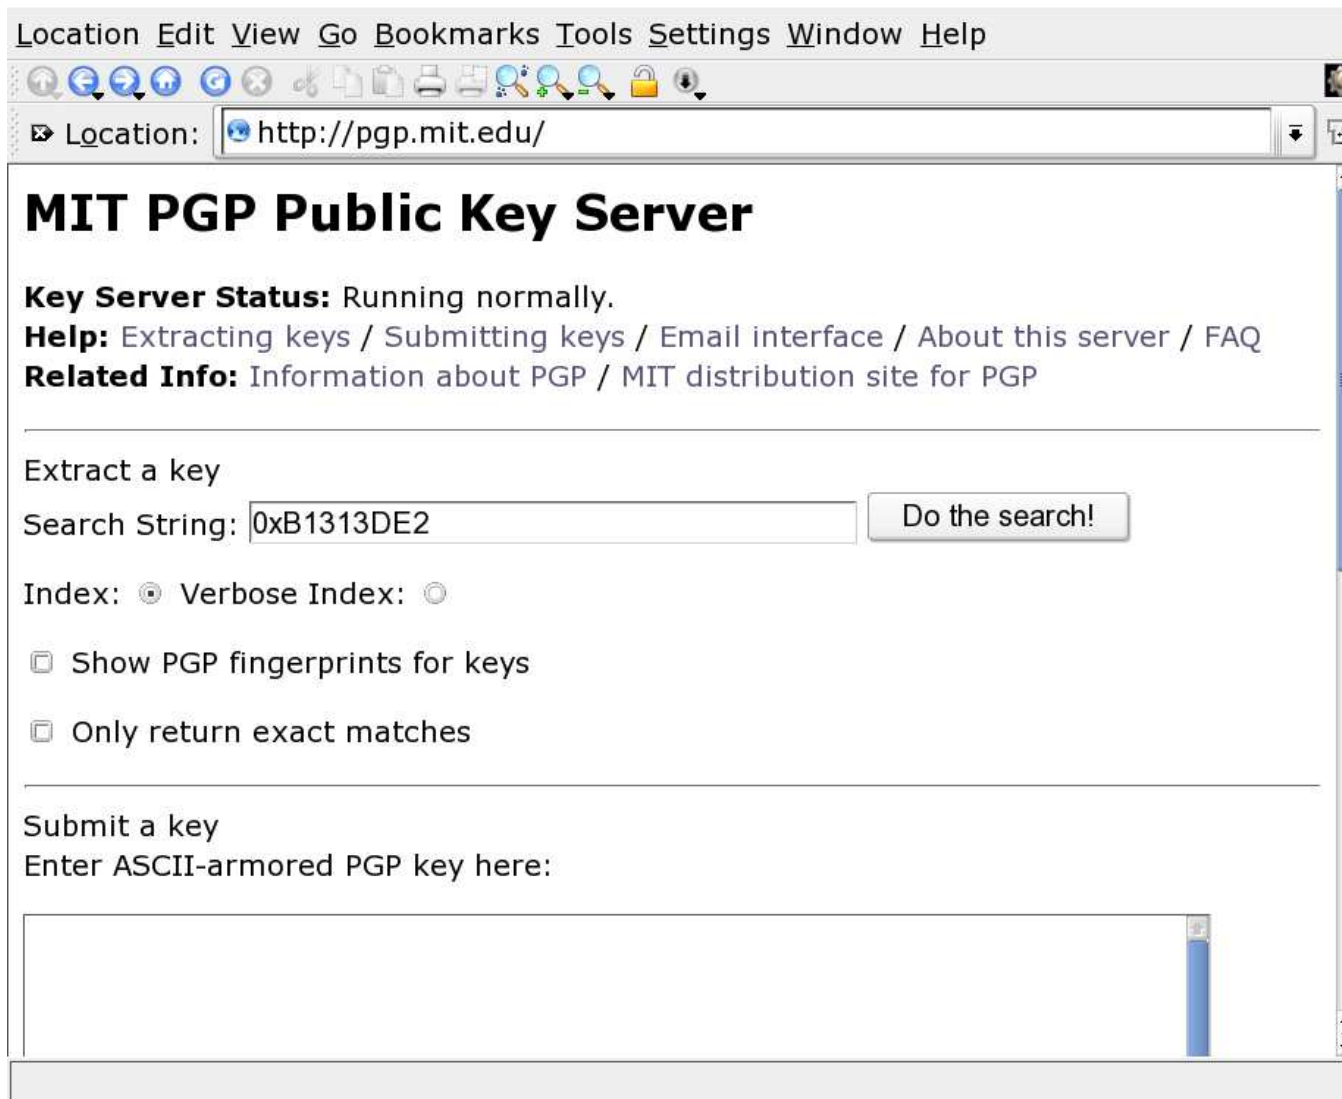 Location Edit View Go Bookmarks Tools Settings Window Help
Location: http://pgp.mit.edu/
MIT PGP Public Key Server
Key Server Status: Running normally.
Help: Extracting keys / Submitting keys / Email interface / About this server / FAQ
Related Info: Information about PGP / MIT distribution site for PGP
Extract a key
Search String: 0xB1313DE2 Do the search!
Index: Verbose Index:
Show PGP fingerprints for keys
Only return exact matches
Submit a key
Enter ASCII-armored PGP key here: